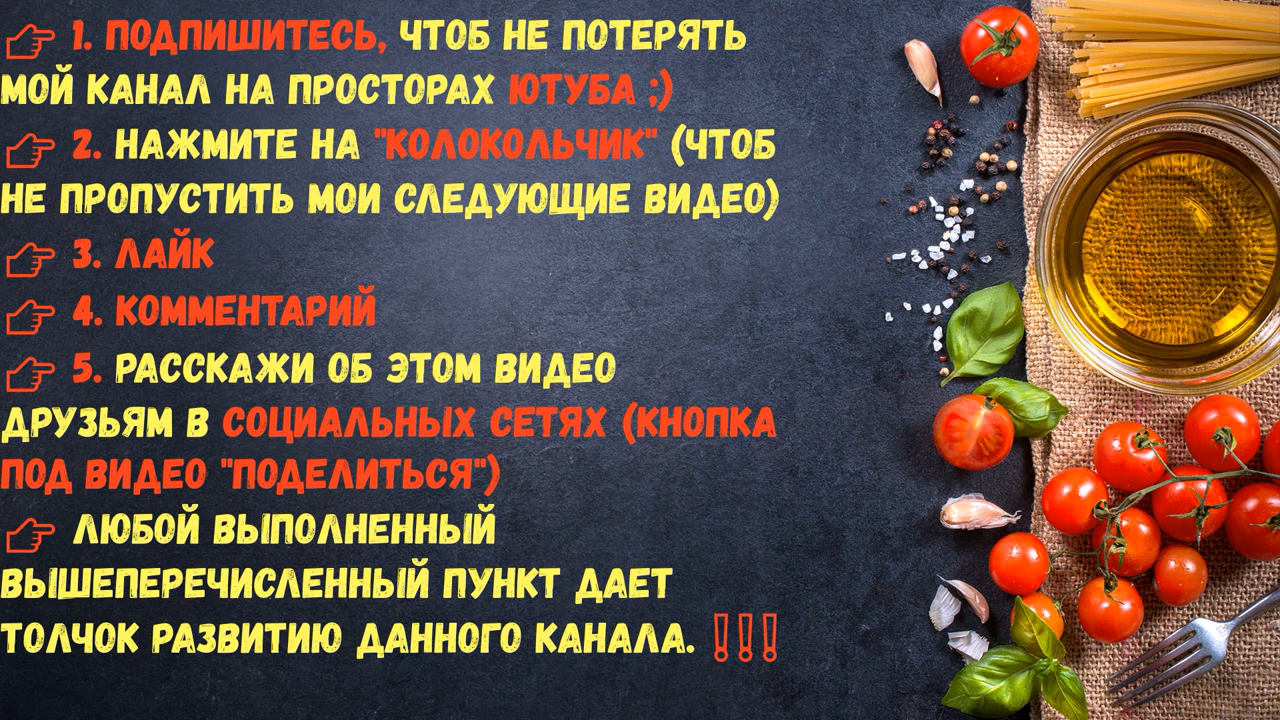 👉 1. ПОДПИШИТЕСЬ, ЧТОБ НЕ ПОТЕРЯТЬ
МОЙ КАНАЛ НА ПРОСТОРАХ ЮТУБА ;)
👉 2. НАЖМИТЕ НА "КОЛОКОЛЬЧИК" (ЧТОБ
НЕ ПРОПУСТИТЬ МОИ СЛЕДУЮЩИЕ ВИДЕО)
👉 3. ЛАЙК
👉 4. КОММЕНТАРИЙ
👉 5. РАССКАЖИ ОБ ЭТОМ ВИДЕО
ДРУЗЬЯМ В СОЦИАЛЬНЫХ СЕТЯХ (КНОПКА
ПОД ВИДЕО "ПОДЕЛИТЬСЯ")
👉 ЛЮБОЙ ВЫПОЛНЕННЫЙ
ВЫШЕПЕРЕЧИСЛЕННЫЙ ПУНКТ ДАЕТ
ТОЛЧОК РАЗВИТИЮ ДАННОГО КАНАЛА. !!!